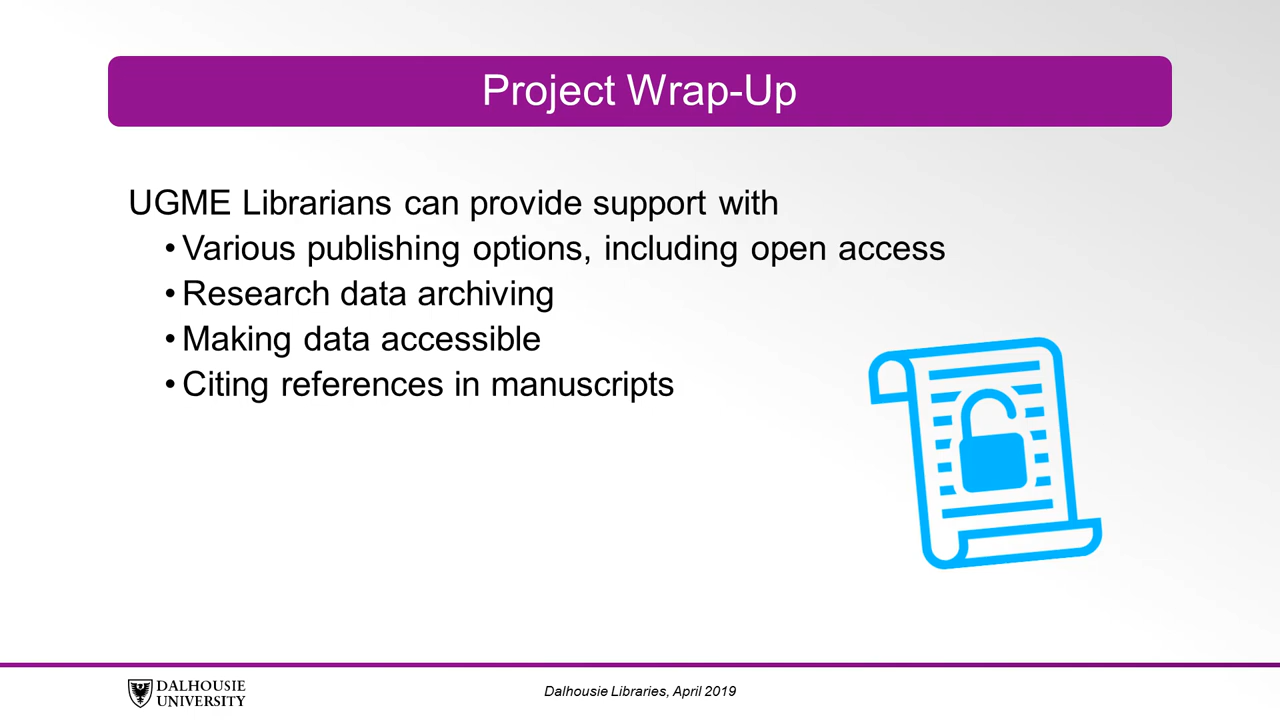 Project Wrap-Up
UGME Librarians can provide support with
• Various publishing options, including open access
• Research data archiving
• Making data accessible
• Citing references in manuscripts
DALHOUSIE
UNIVERSITY
Dalhousie Libraries, April 2019